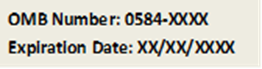 OMB Number: 0584-XXXX
Expiration Date: XX/XX/XXXX